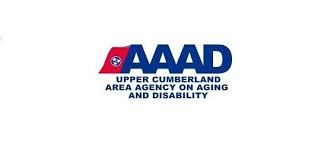 AAAD
UPPER CUMBERLAND
AREA AGENCY ON AGING
AND DISABILITY